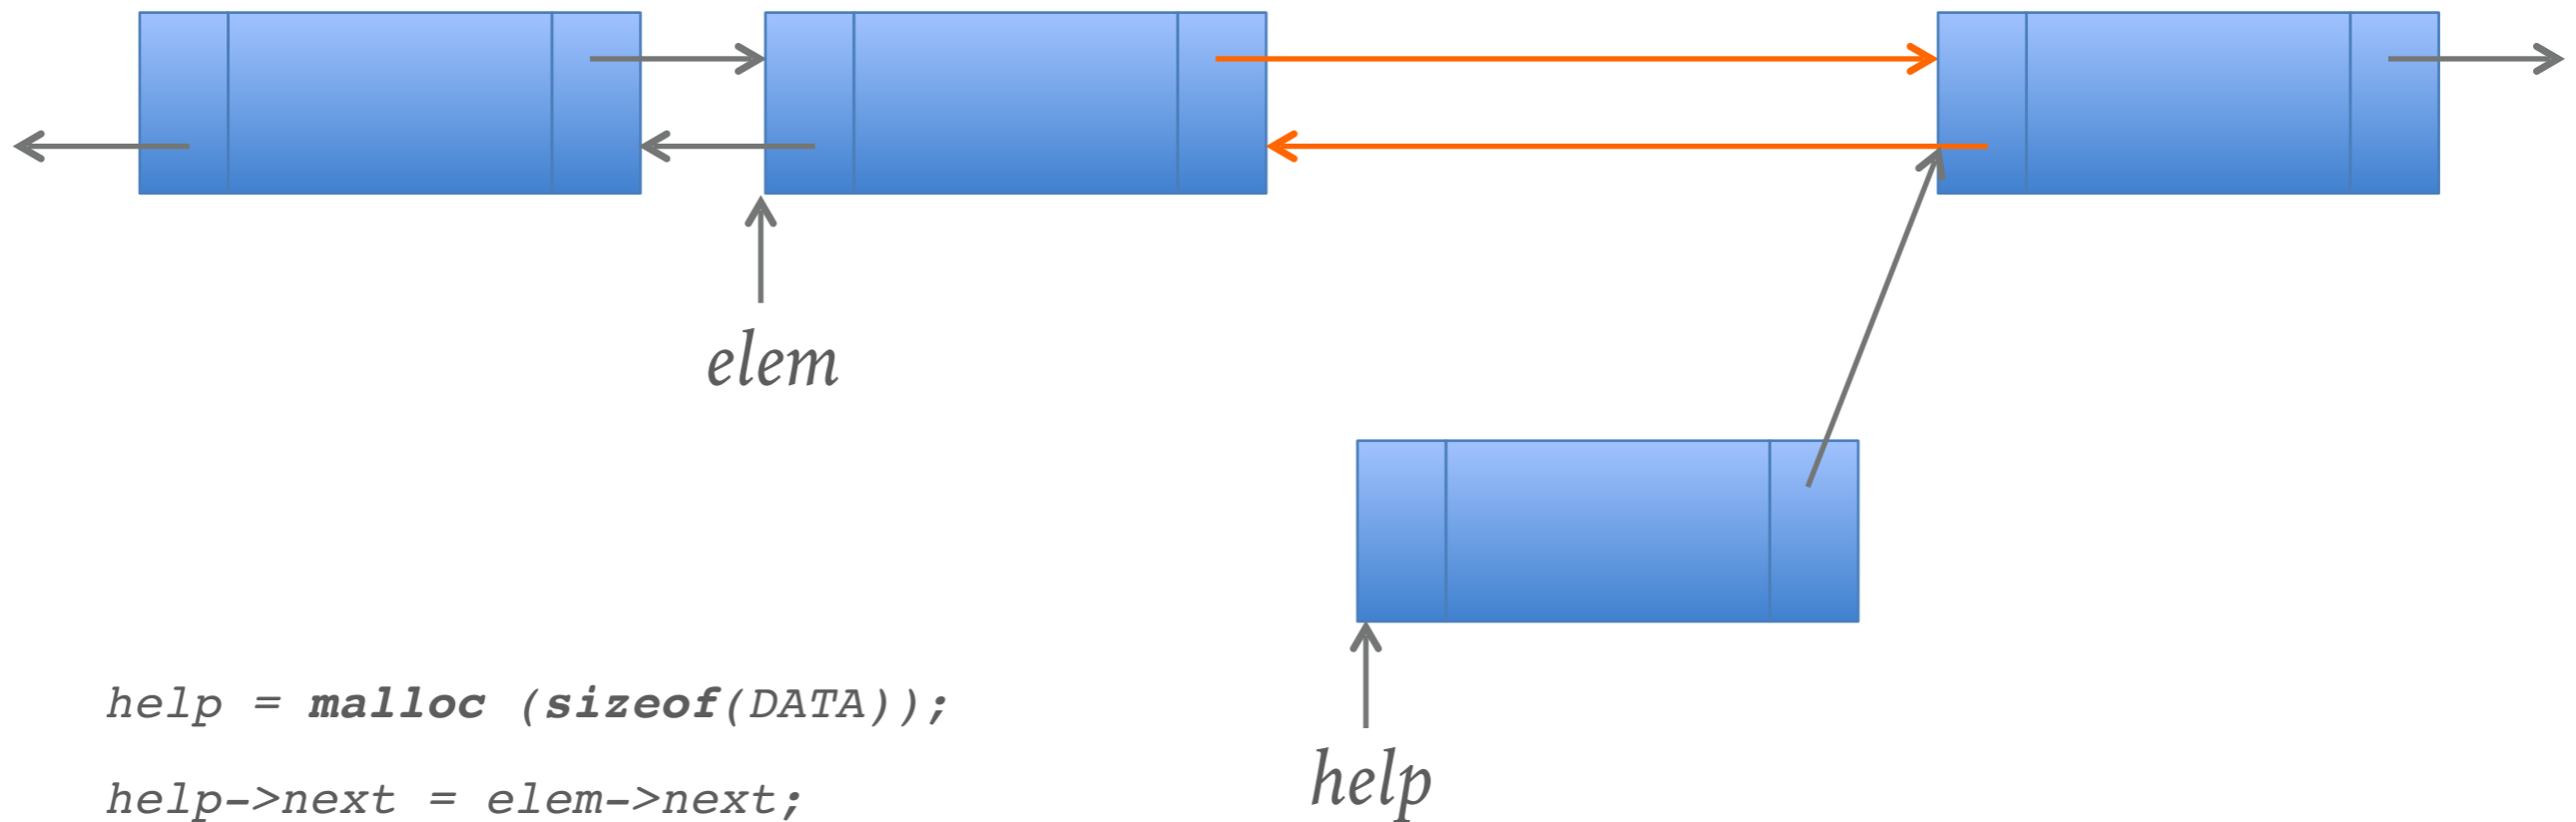 elem
help = malloc (sizeof(DATA));
help
help->next = elem->next;